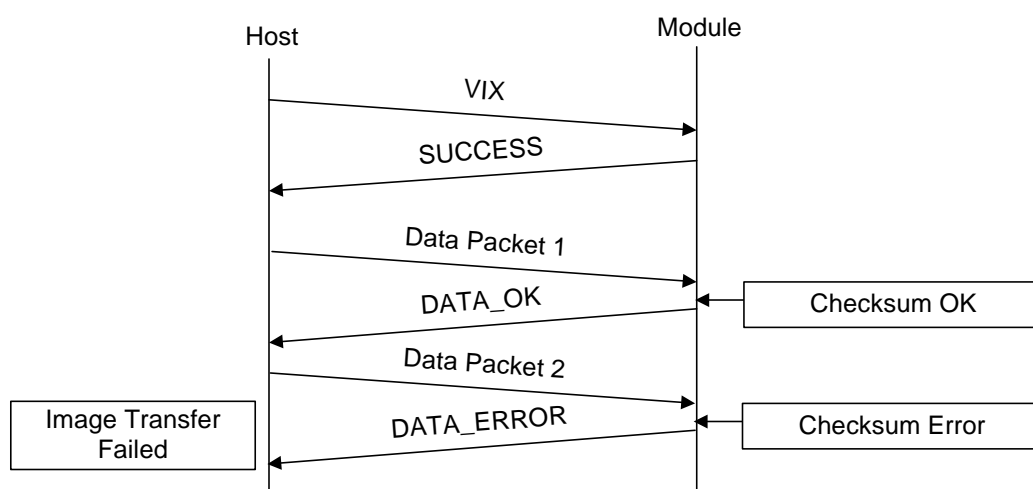 Host
Module
VIX
SUCCESS
Data Packet 1
DATA_OK
Checksum OK
Data Packet 2
Image Transfer
Failed
DATA_ERROR
Checksum Error